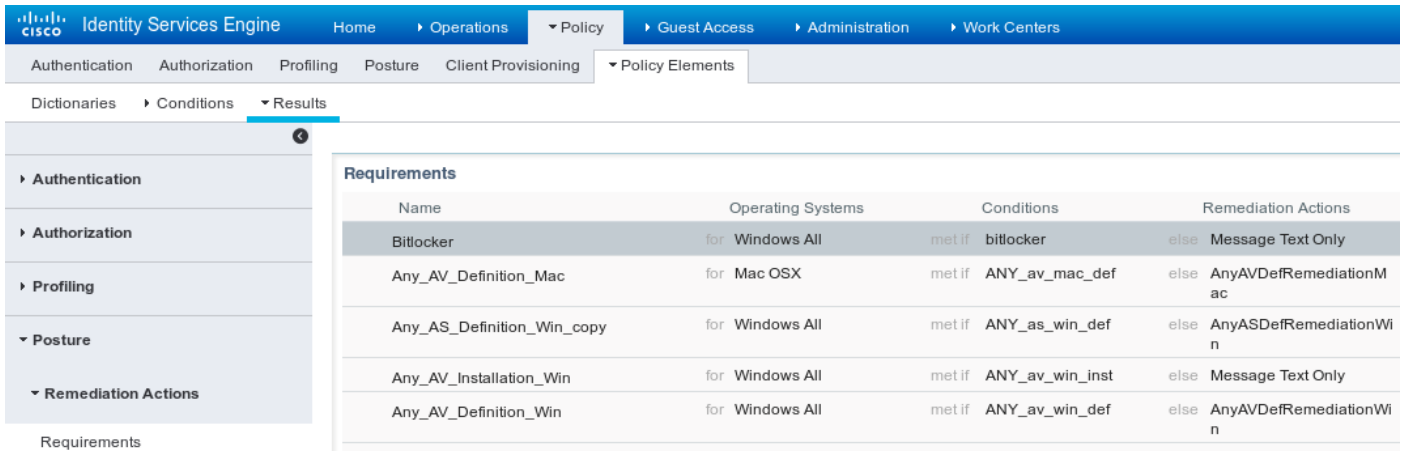 cisco Identity Services Engine Home Operations Policy Guest Access Administration Work Centers
Authentication Authorization Profiling Posture Client Provisioning Policy Elements
Dictionaries Conditions Results
Authentication
Authorization
Profiling
Posture
Remediation Actions
Requirements
Requirements
Name Operating Systems Conditions Remediation Actions
Bitlocker for Windows All met if bitlocker else Message Text Only
Any_AV_Definition_Mac for Mac OSX met if ANY_av_mac_def else AnyAVDefRemediationM
ac
Any_AS_Definition_Win_copy for Windows All met if ANY_as_win_def else AnyASDefRemediationWi
n
Any_AV_Installation_Win for Windows All met if ANY_av_win_inst else Message Text Only
Any_AV_Definition_Win for Windows All met if ANY_av_win_def else AnyAVDefRemediationWi
n